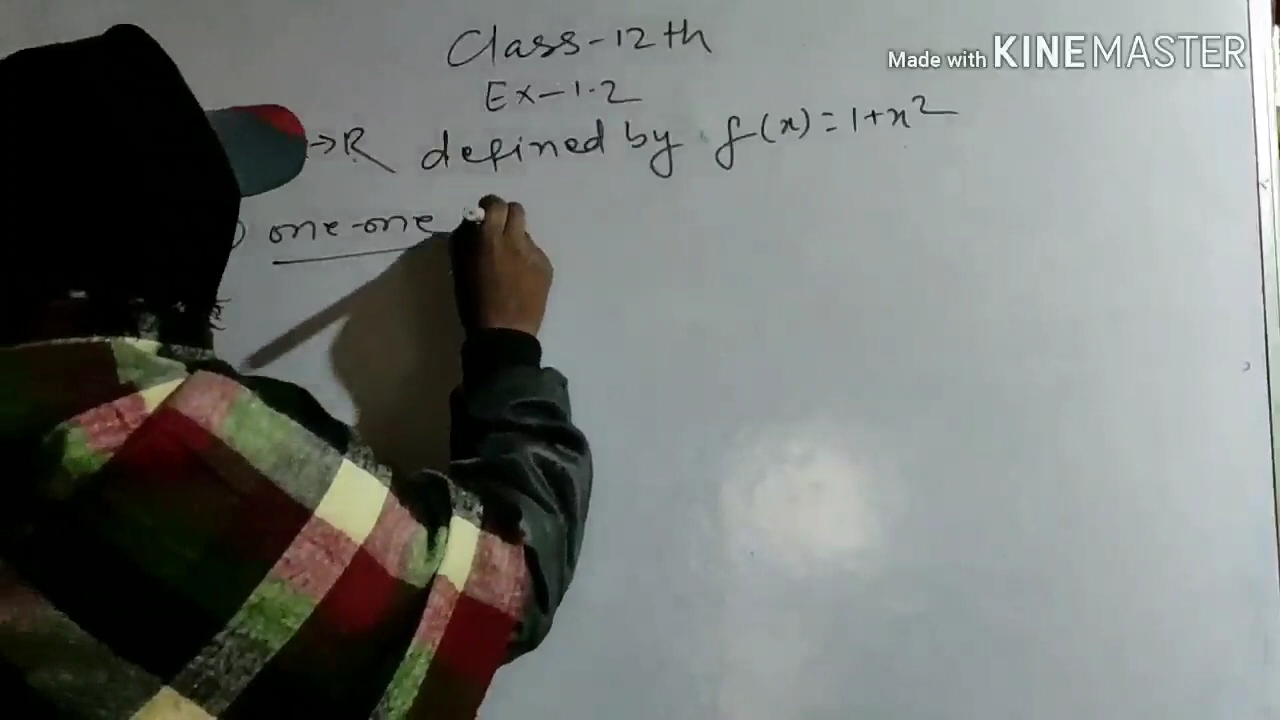 Class-12th
Made with KINEMASTER
Ex-1.2
→R defined by f(x)=1+x²
) one-one